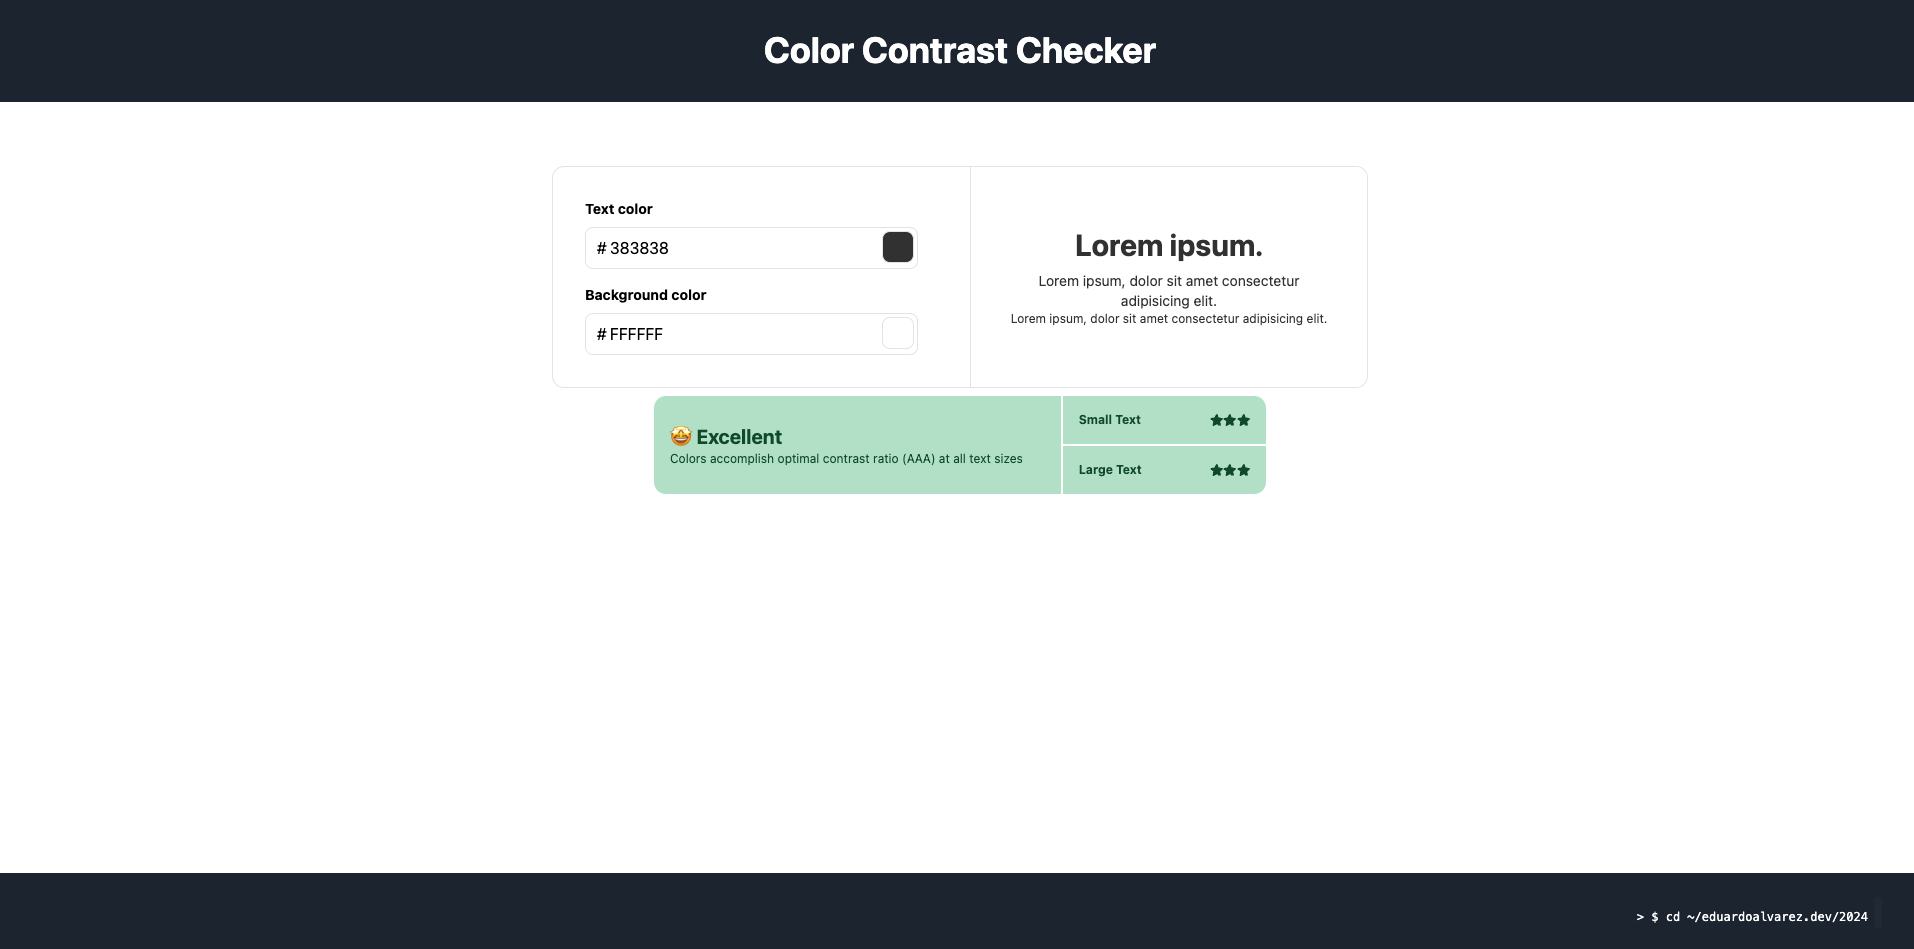 Color Contrast Checker
Text color
# 383838
Background color
# FFFFFF
Lorem ipsum.
Lorem ipsum, dolor sit amet consectetur
adipisicing elit.
Lorem ipsum, dolor sit amet consectetur adipisicing elit.
🤩 Excellent
Colors accomplish optimal contrast ratio (AAA) at all text sizes
Small Text ★★★
Large Text ★★★
> $ cd ~/eduardoalvarez.dev/2024